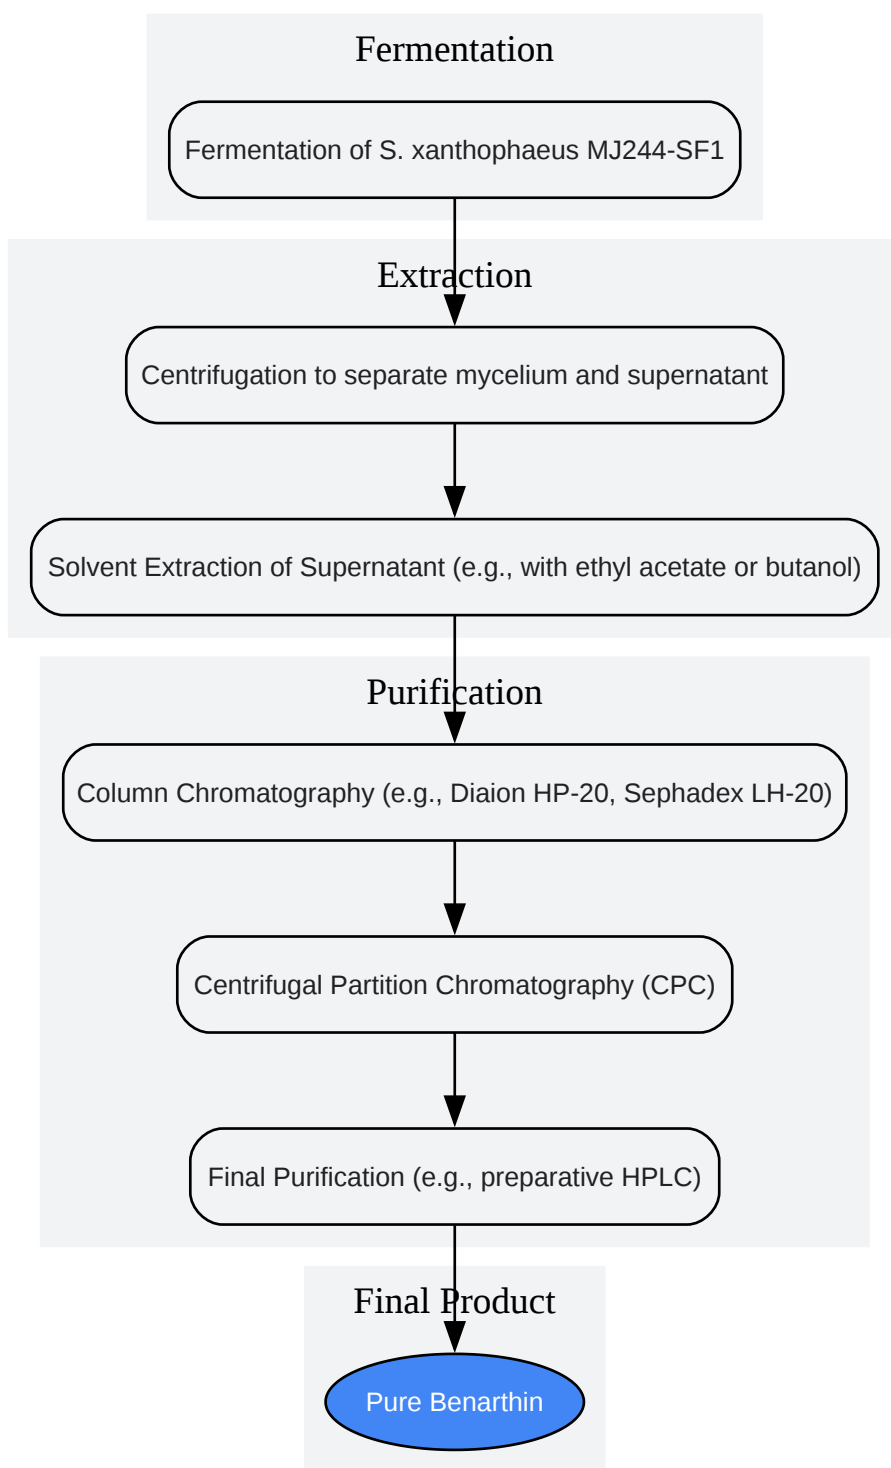 Fermentation
Fermentation of S. xanthophaeus MJ244-SF1
Extraction
Centrifugation to separate mycelium and supernatant
Solvent Extraction of Supernatant (e.g., with ethyl acetate or butanol)
Purification
Column Chromatography (e.g., Diaion HP-20, Sephadex LH-20)
Centrifugal Partition Chromatography (CPC)
Final Purification (e.g., preparative HPLC)
Final Product
Pure Benarthin